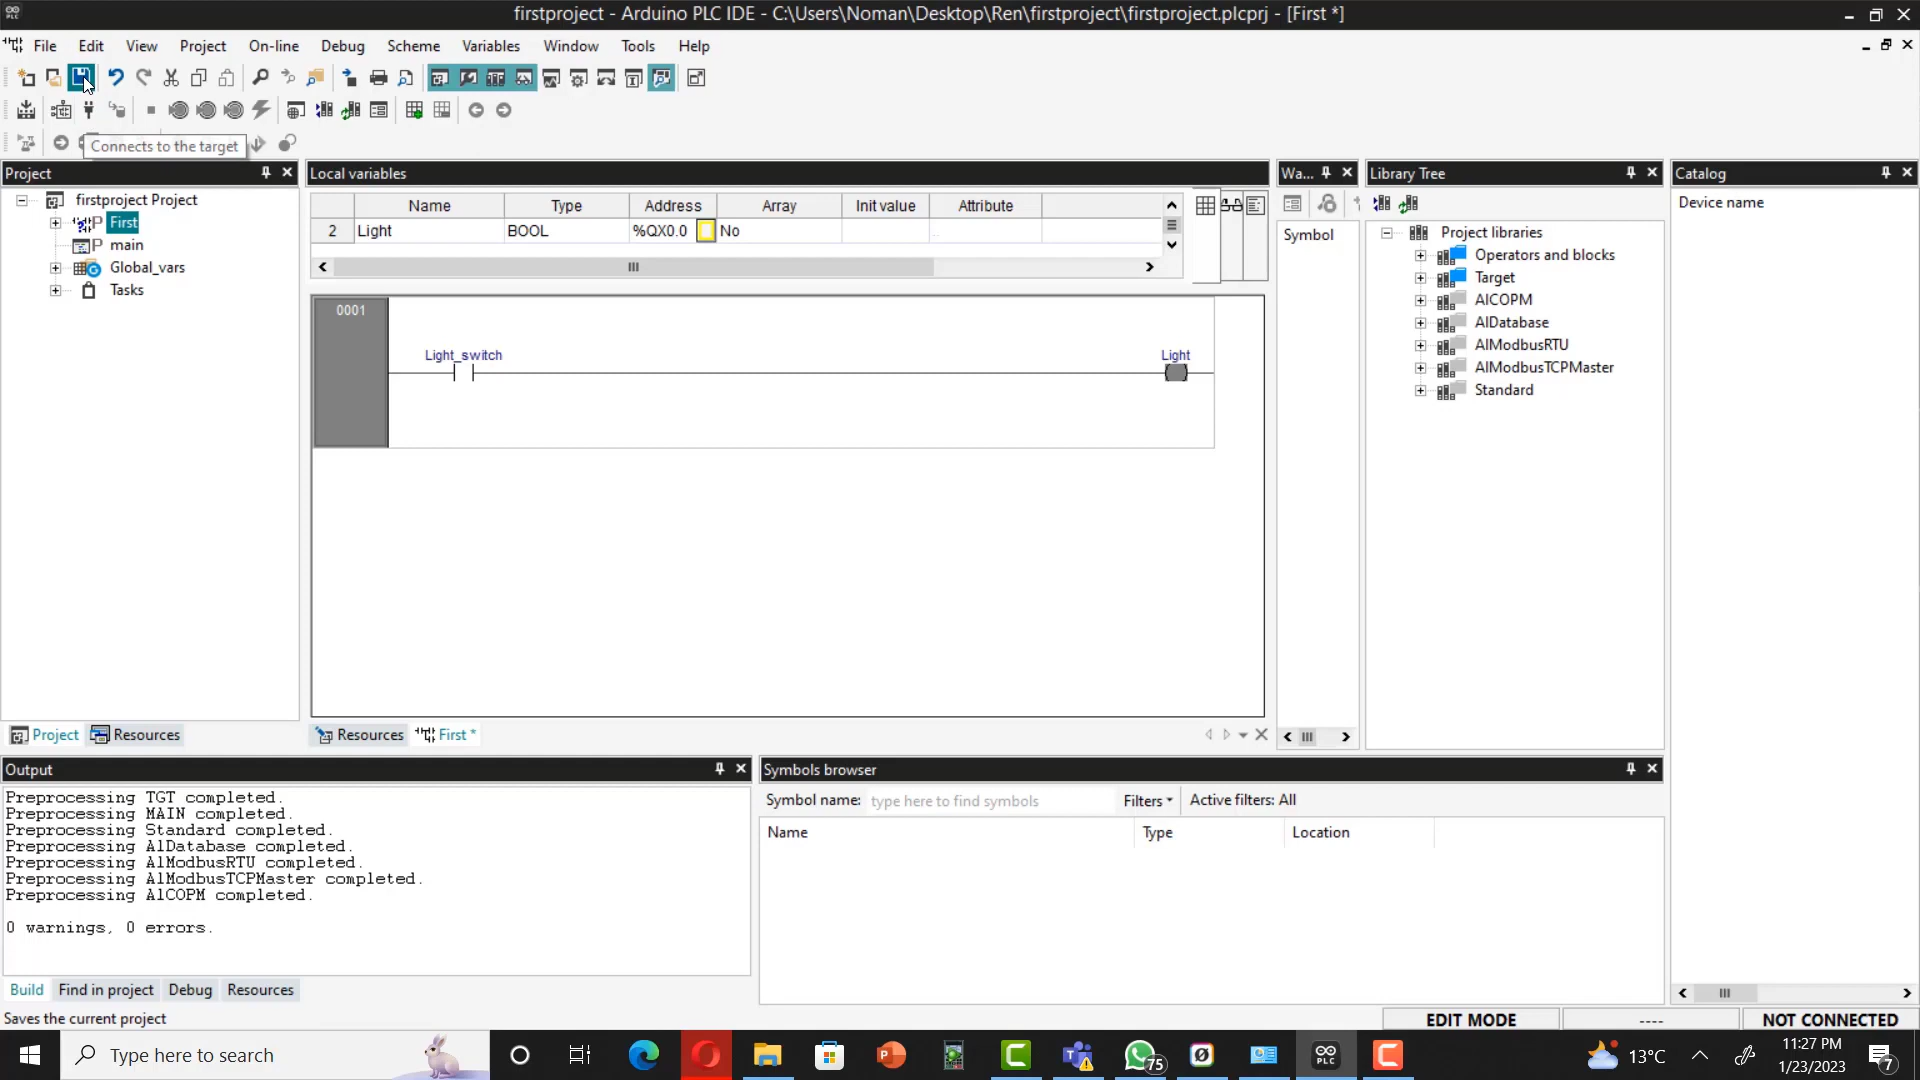 firstproject - Arduino PLC IDE - C:\Users\Noman\Desktop\Ren\firstproject\firstproject.plcprj - [First *]
File Edit View Project On-line Debug Scheme Variables Window Tools Help
Connects to the target
Project
firstproject Project
First
main
Global_vars
Tasks
Project Resources
Local variables
Name Type Address Array Init value Attribute
2 Light BOOL %QX0.0 No
0001
Light_switch Light
Resources First *
Wa...
Symbol
Library Tree
Project libraries
Operators and blocks
Target
AlCOPM
AlDatabase
AlModbusRTU
AlModbusTCPMaster
Standard
Catalog
Device name
Output
Preprocessing TGT completed.
Preprocessing MAIN completed.
Preprocessing Standard completed.
Preprocessing AlDatabase completed.
Preprocessing AlModbusRTU completed.
Preprocessing AlModbusTCPMaster completed.
Preprocessing AlCOPM completed.
0 warnings, 0 errors.
Build Find in project Debug Resources
Symbols browser
Symbol name: type here to find symbols Filters Active filters: All
Name Type Location
Saves the current project
EDIT MODE ---- NOT CONNECTED
Type here to search
75
PLC
13°C
11:27 PM
1/23/2023
7